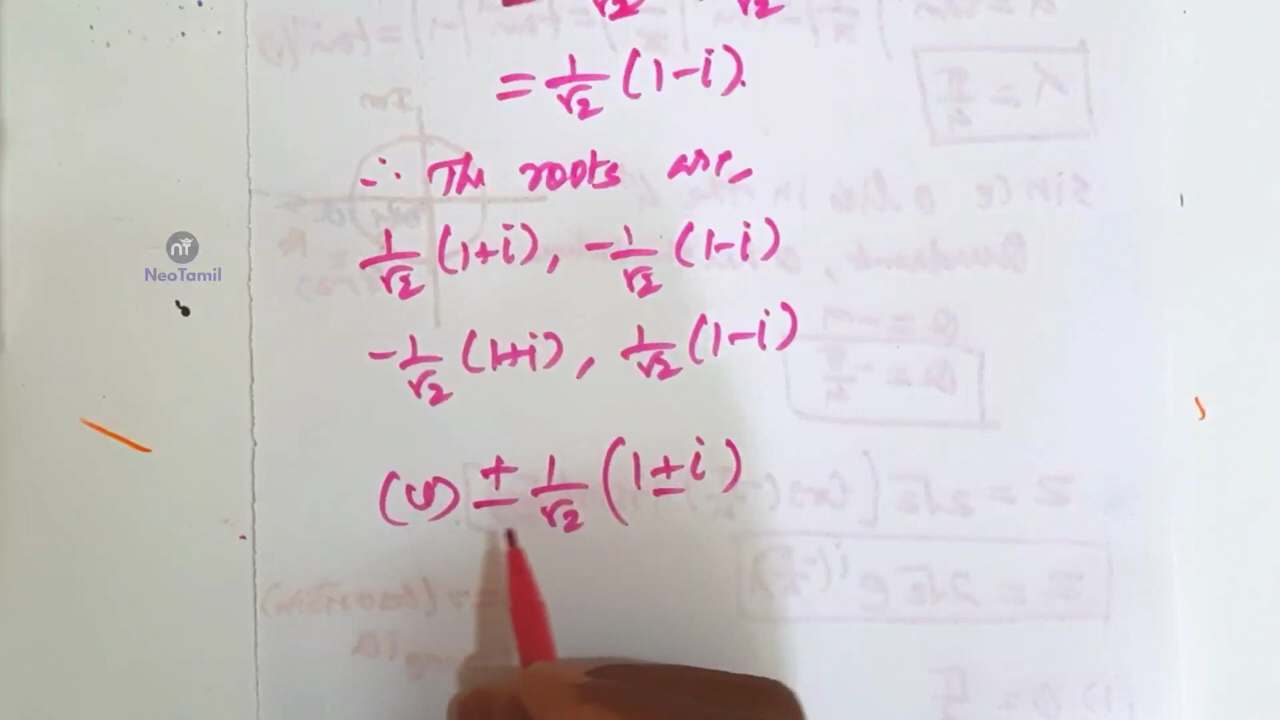 = 1/√2 (1-i).
∴ The roots are,
1/√2 (1+i), -1/√2 (1-i)
NeoTamil
-1/√2 (1+i), 1/√2 (1-i)
± 1/√2 (1±i)